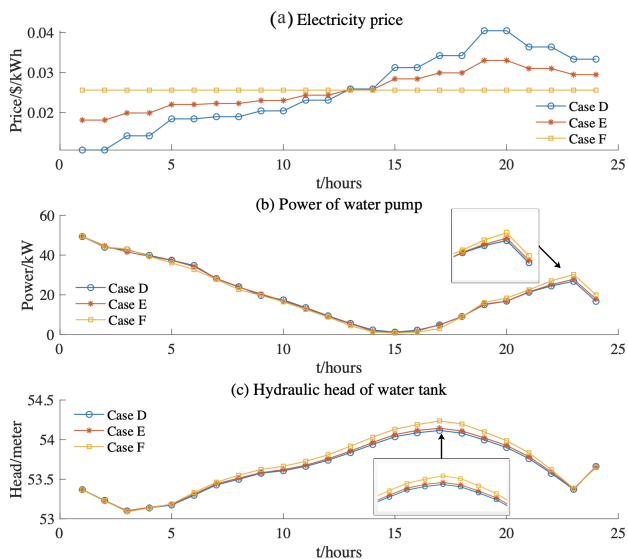 (a) Electricity price
0.04
0.03
0.02
Price/$/kWh
Case D
Case E
Case F
0 5 10 15 20 25
t/hours
(b) Power of water pump
60
40
20
0
Power/kW
Case D
Case E
Case F
0 5 10 15 20 25
t/hours
(c) Hydraulic head of water tank
54.5
54
53.5
53
Head/meter
Case D
Case E
Case F
0 5 10 15 20 25
t/hours